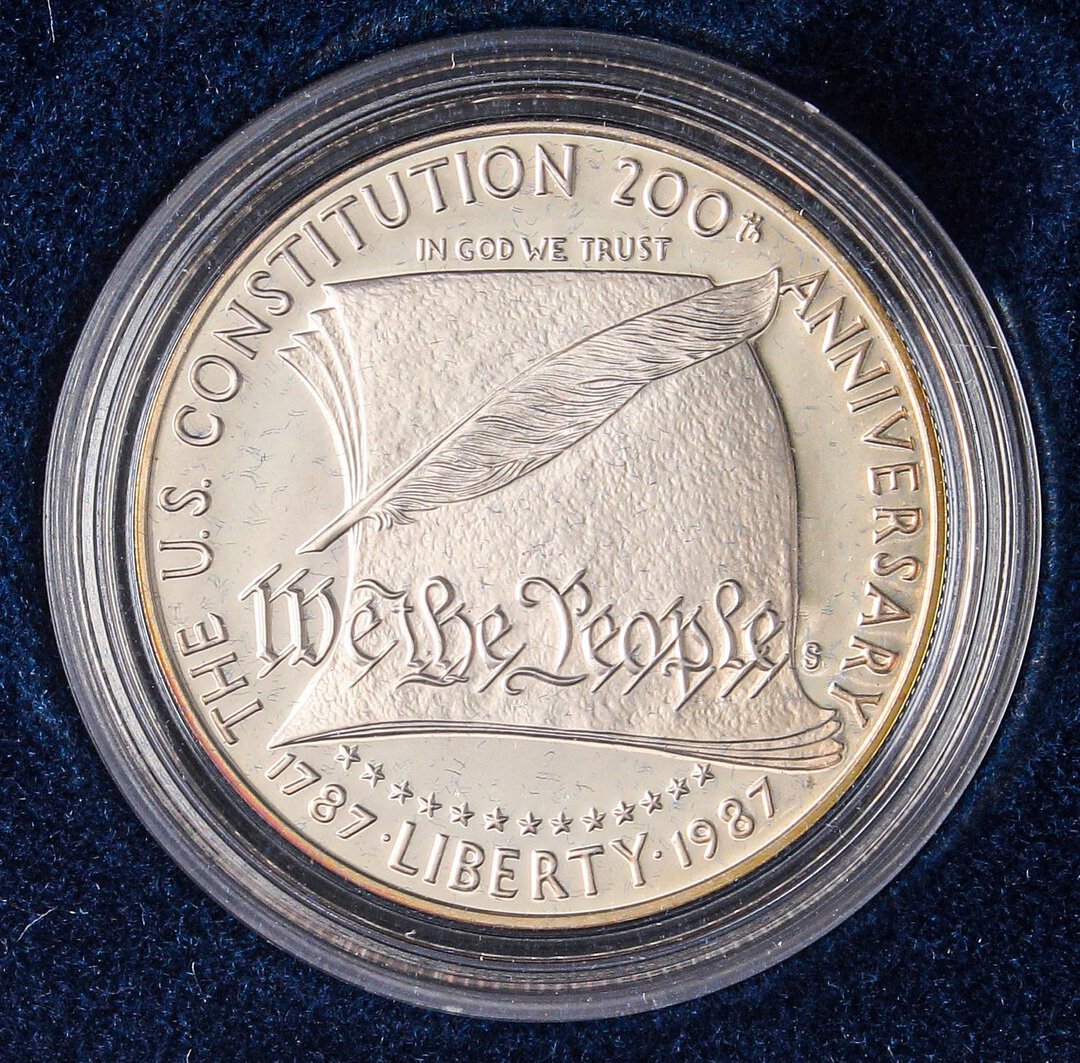 THE U.S. CONSTITUTION 200th ANNIVERSARY
IN GOD WE TRUST
We the People
S
1787 · LIBERTY · 1987